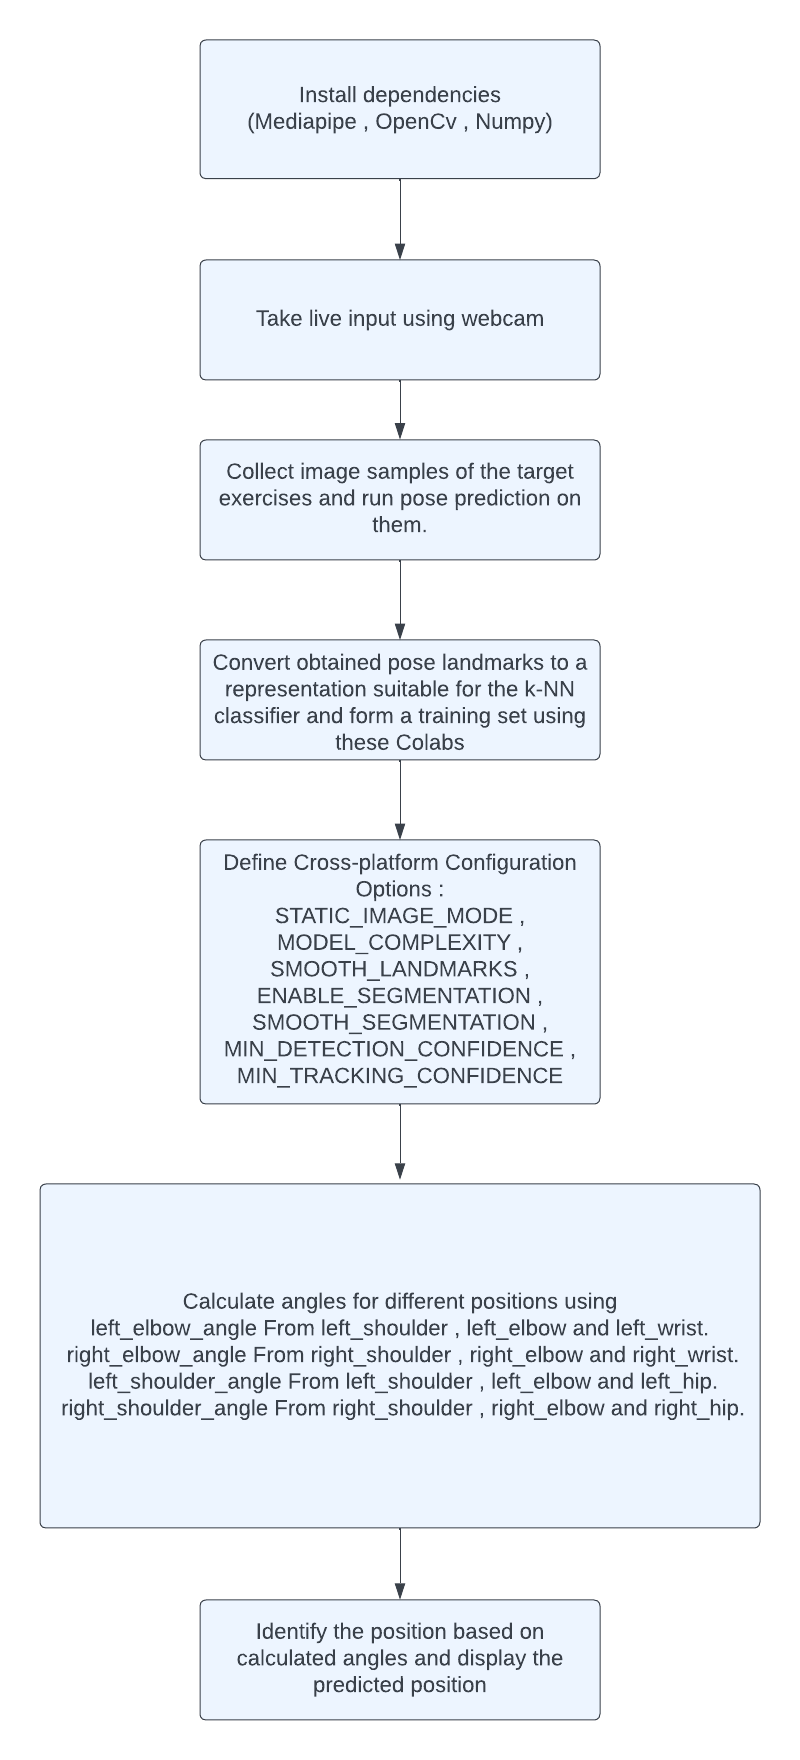 Install dependencies
(Mediapipe , OpenCv , Numpy)
Take live input using webcam
Collect image samples of the target
exercises and run pose prediction on
them.
Convert obtained pose landmarks to a
representation suitable for the k-NN
classifier and form a training set using
these Colabs
Define Cross-platform Configuration
Options :
STATIC_IMAGE_MODE ,
MODEL_COMPLEXITY ,
SMOOTH_LANDMARKS ,
ENABLE_SEGMENTATION ,
SMOOTH_SEGMENTATION ,
MIN_DETECTION_CONFIDENCE ,
MIN_TRACKING_CONFIDENCE
Calculate angles for different positions using
left_elbow_angle From left_shoulder , left_elbow and left_wrist.
right_elbow_angle From right_shoulder , right_elbow and right_wrist.
left_shoulder_angle From left_shoulder , left_elbow and left_hip.
right_shoulder_angle From right_shoulder , right_elbow and right_hip.
Identify the position based on
calculated angles and display the
predicted position